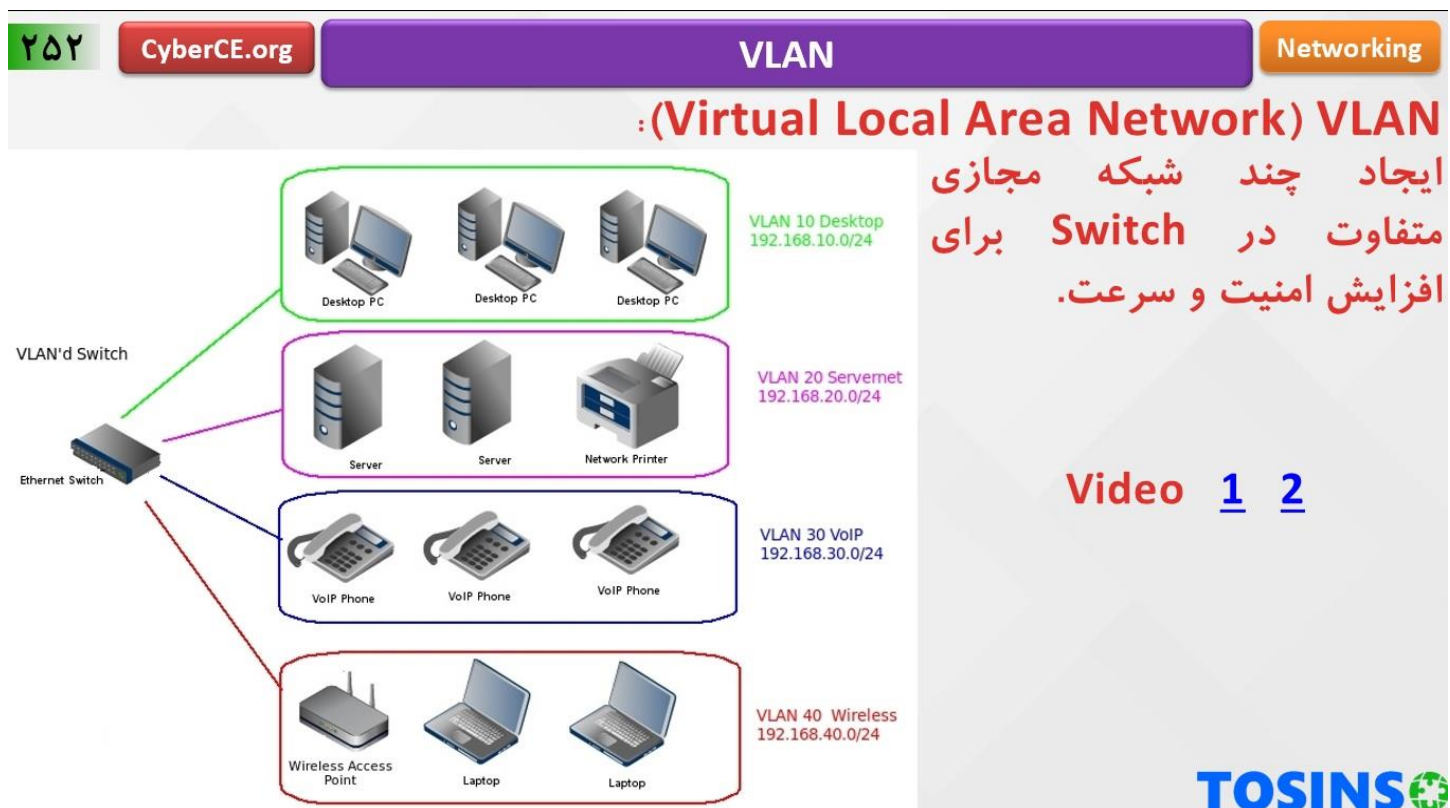 ۲۵۲
CyberCE.org
VLAN
Networking
VLAN (Virtual Local Area Network):
ایجاد چند شبکه مجازی
متفاوت در Switch برای
افزایش امنیت و سرعت.
Video 1 2
VLAN'd Switch
Ethernet Switch
Desktop PC
Desktop PC
Desktop PC
VLAN 10 Desktop
192.168.10.0/24
Server
Server
Network Printer
VLAN 20 Servernet
192.168.20.0/24
VoIP Phone
VoIP Phone
VoIP Phone
VLAN 30 VoIP
192.168.30.0/24
Wireless Access
Point
Laptop
Laptop
VLAN 40 Wireless
192.168.40.0/24
TOSINS